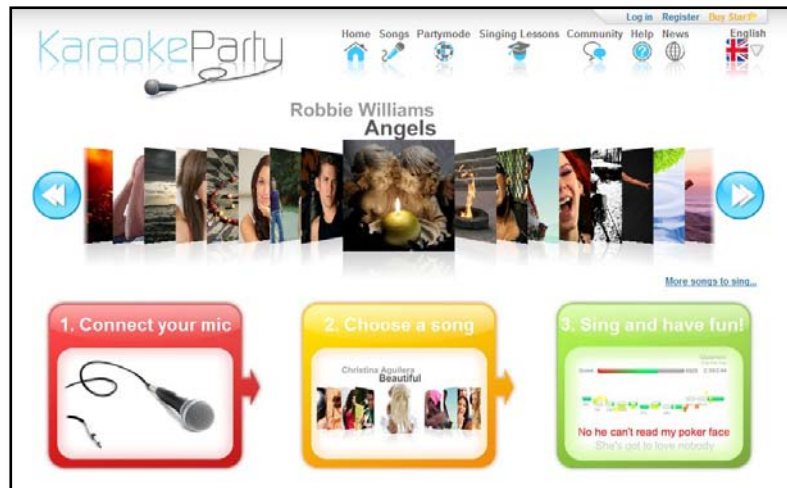 Log in Register Buy Star
KaraokeParty
Home Songs Partymode Singing Lessons Community Help News English
Robbie Williams
Angels
More songs to sing...
1. Connect your mic
2. Choose a song
3. Sing and have fun!
Christina Aguilera
Beautiful
Score
No he can't read my poker face
She's got to love nobody